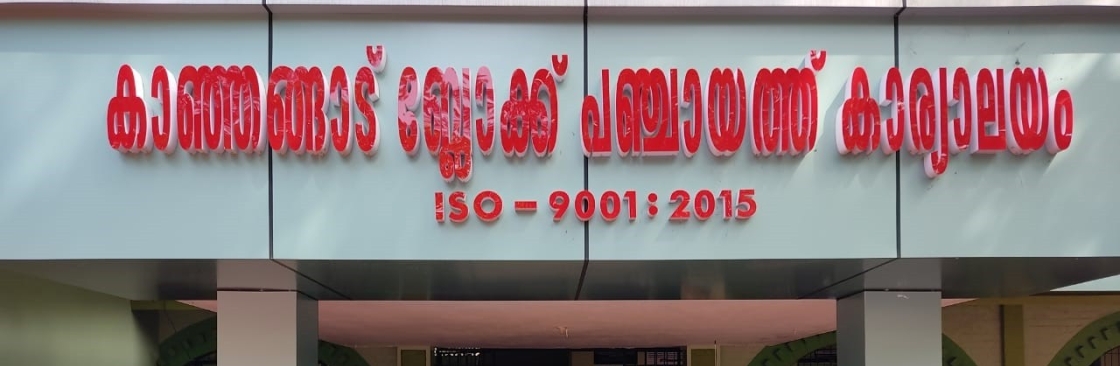 കാഞ്ഞങ്ങാട് ബ്ലോക്ക് പഞ്ചായത്ത് കാര്യാലയം
ISO – 9001 : 2015